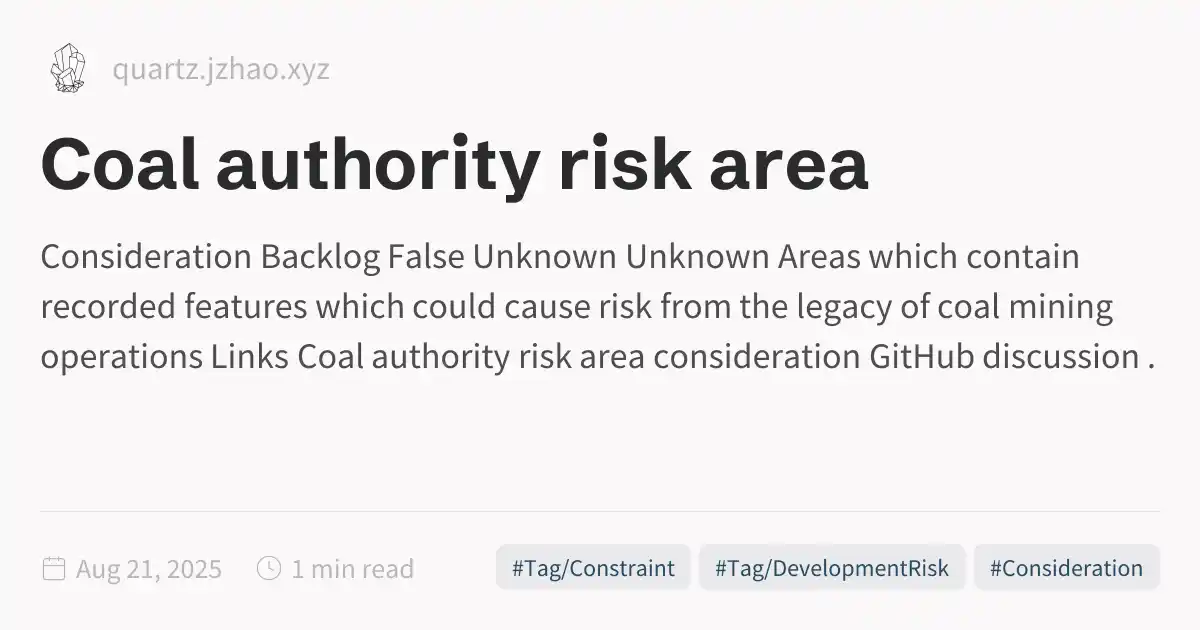 quartz.jzhao.xyz
Coal authority risk area
Consideration Backlog False Unknown Unknown Areas which contain
recorded features which could cause risk from the legacy of coal mining
operations Links Coal authority risk area consideration GitHub discussion .
Aug 21, 2025 1 min read #Tag/Constraint #Tag/DevelopmentRisk #Consideration